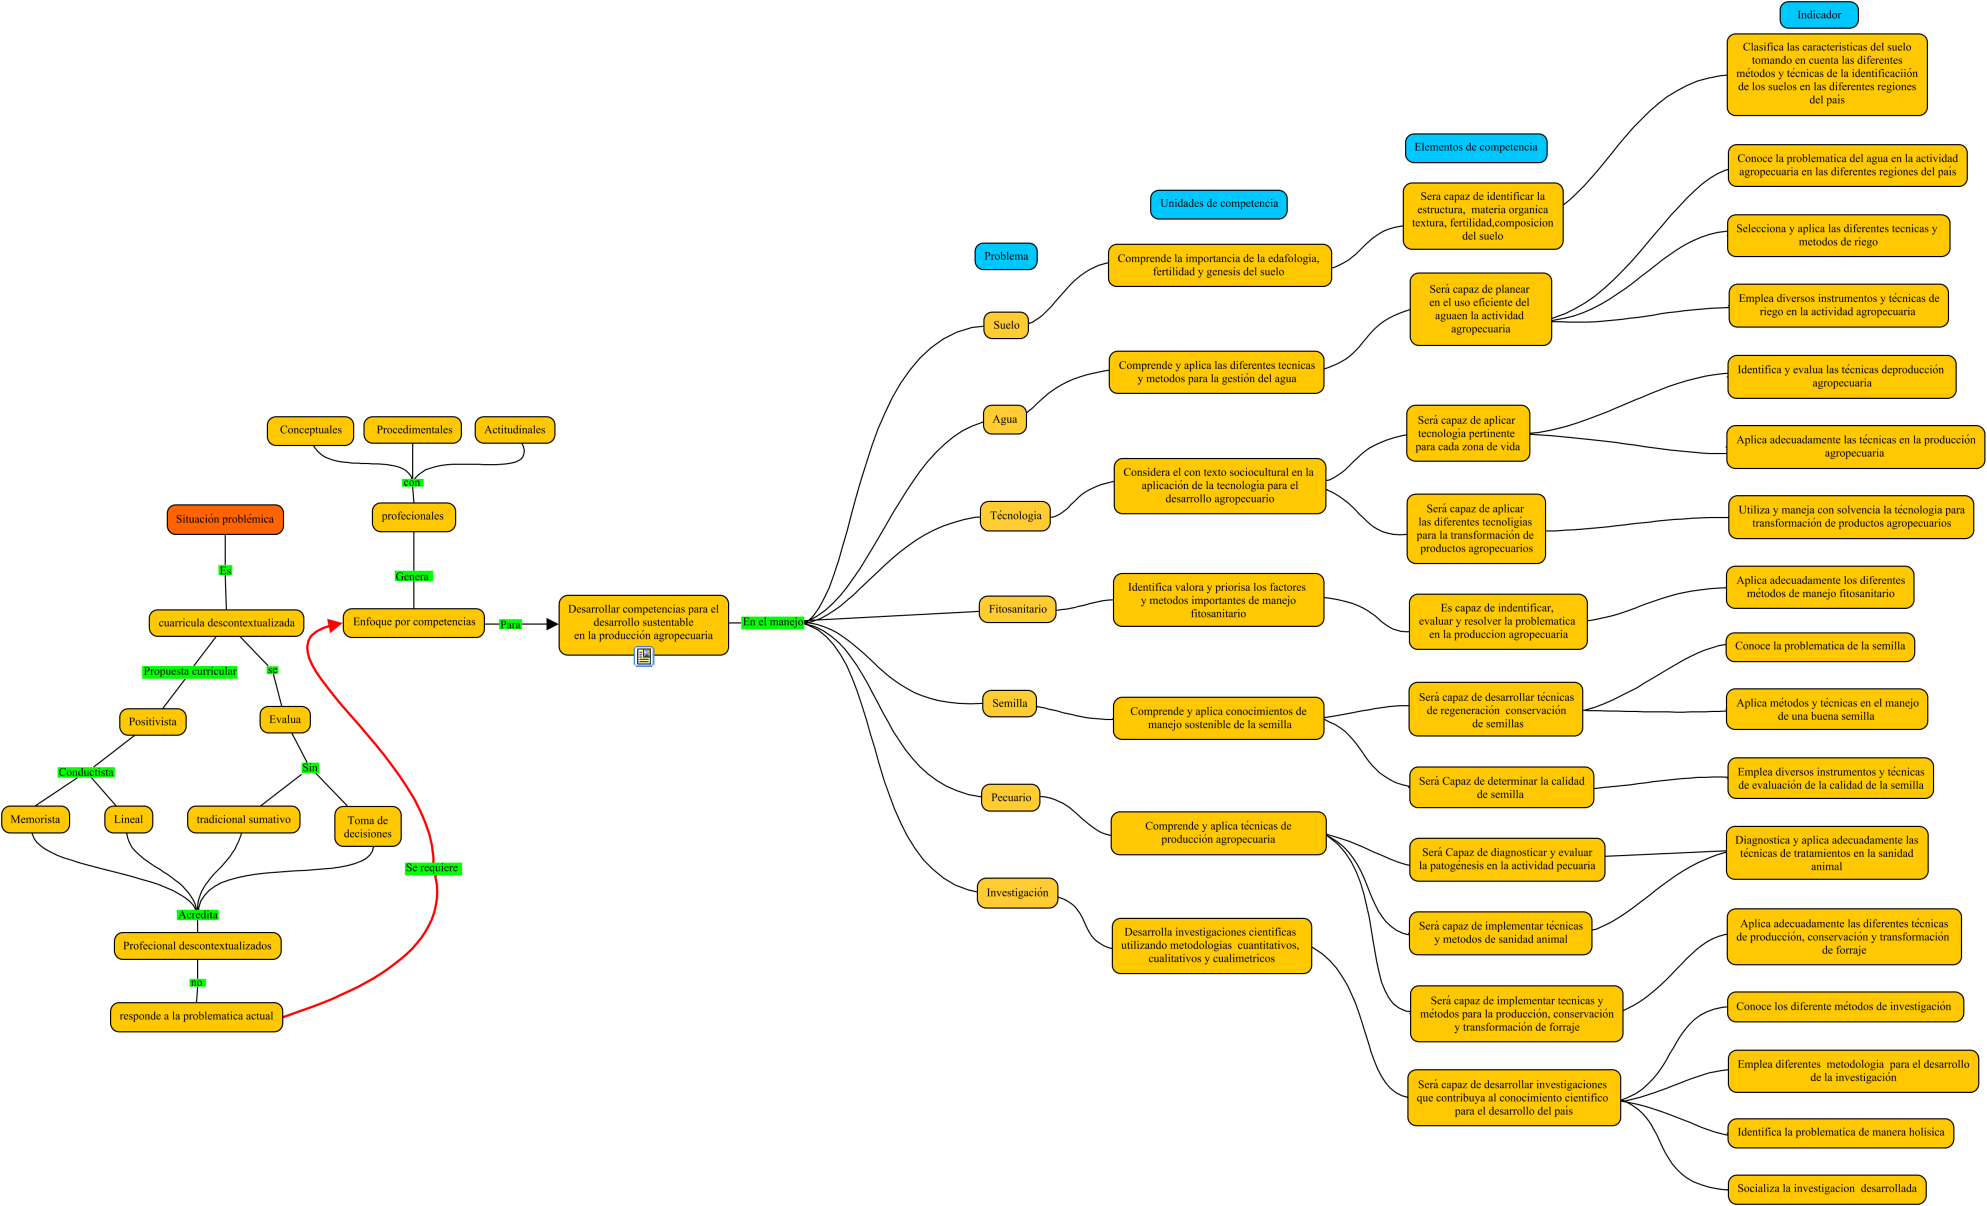 Situación problémica
Es
cuarricula descontextualizada
Propuesta curricular
se
Positivista
Evalua
Conductista
Sin
Memorista
Lineal
tradicional sumativo
Toma de
decisiones
Acredita
Profecional descontextualizados
no
responde a la problematica actual
Se requiere
Conceptuales
Procedimentales
Actitudinales
con
profecionales
Genera
Enfoque por competencias
Para
Desarrollar competencias para el
desarrollo sustentable
en la producción agropecuaria
En el manejo
Problema
Suelo
Agua
Técnologia
Fitosanitario
Semilla
Pecuario
Investigación
Unidades de competencia
Comprende la importancia de la edafologia,
fertilidad y genesis del suelo
Comprende y aplica las diferentes tecnicas
y metodos para la gestión del agua
Considera el con texto sociocultural en la
aplicación de la tecnología para el
desarrollo agropecuario
Identifica valora y priorisa los factores
y metodos importantes de manejo
fitosanitario
Comprende y aplica conocimientos de
manejo sostenible de la semilla
Comprende y aplica técnicas de
producción agropecuaria
Desarrolla investigaciones cientificas
utilizando metodologias cuantitativos,
cualitativos y cualimetricos
Elementos de competencia
Sera capaz de identificar la
estructura, materia organica
textura, fertilidad,composicion
del suelo
Será capaz de planear
en el uso eficiente del
aguaen la actividad
agropecuaria
Será capaz de aplicar
tecnología pertinente
para cada zona de vida
Será capaz de aplicar
las diferentes tecnoligias
para la transformación de
productos agropecuarios
Es capaz de indentificar,
evaluar y resolver la problematica
en la produccion agropecuaria
Será capaz de desarrollar técnicas
de regeneración conservación
de semillas
Será Capaz de determinar la calidad
de semilla
Será Capaz de diagnosticar y evaluar
la patogénesis en la actividad pecuaria
Será capaz de implementar técnicas
y metodos de sanidad animal
Será capaz de implementar tecnicas y
métodos para la producción, conservación
y transformación de forraje
Será capaz de desarrollar investigaciones
que contribuya al conocimiento cientifico
para el desarrollo del pais
Indicador
Clasifica las caracteristicas del suelo
tomando en cuenta las diferentes
métodos y técnicas de la identificaciión
de los suelos en las diferentes regiones
del país
Conoce la problematica del agua en la actividad
agropecuaria en las diferentes regiones del país
Selecciona y aplica las diferentes tecnicas y
metodos de riego
Emplea diversos instrumentos y técnicas de
riego en la actividad agropecuaria
Identifica y evalua las técnicas deproducción
agropecuaria
Aplica adecuadamente las técnicas en la producción
agropecuaria
Utiliza y maneja con solvencia la técnologia para
transformación de productos agropecuarios
Aplica adecuadamente los diferentes
métodos de manejo fitosanitario
Conoce la problematica de la semilla
Aplica métodos y técnicas en el manejo
de una buena semilla
Emplea diversos instrumentos y técnicas
de evaluación de la calidad de la semilla
Diagnostica y aplica adecuadamente las
técnicas de tratamientos en la sanidad
animal
Aplica adecuadamente las diferentes técnicas
de producción, conservación y transformación
de forraje
Conoce los diferente métodos de investigación
Emplea diferentes metodologia para el desarrollo
de la investigación
Identifica la problematica de manera holisica
Socializa la investigacion desarrollada